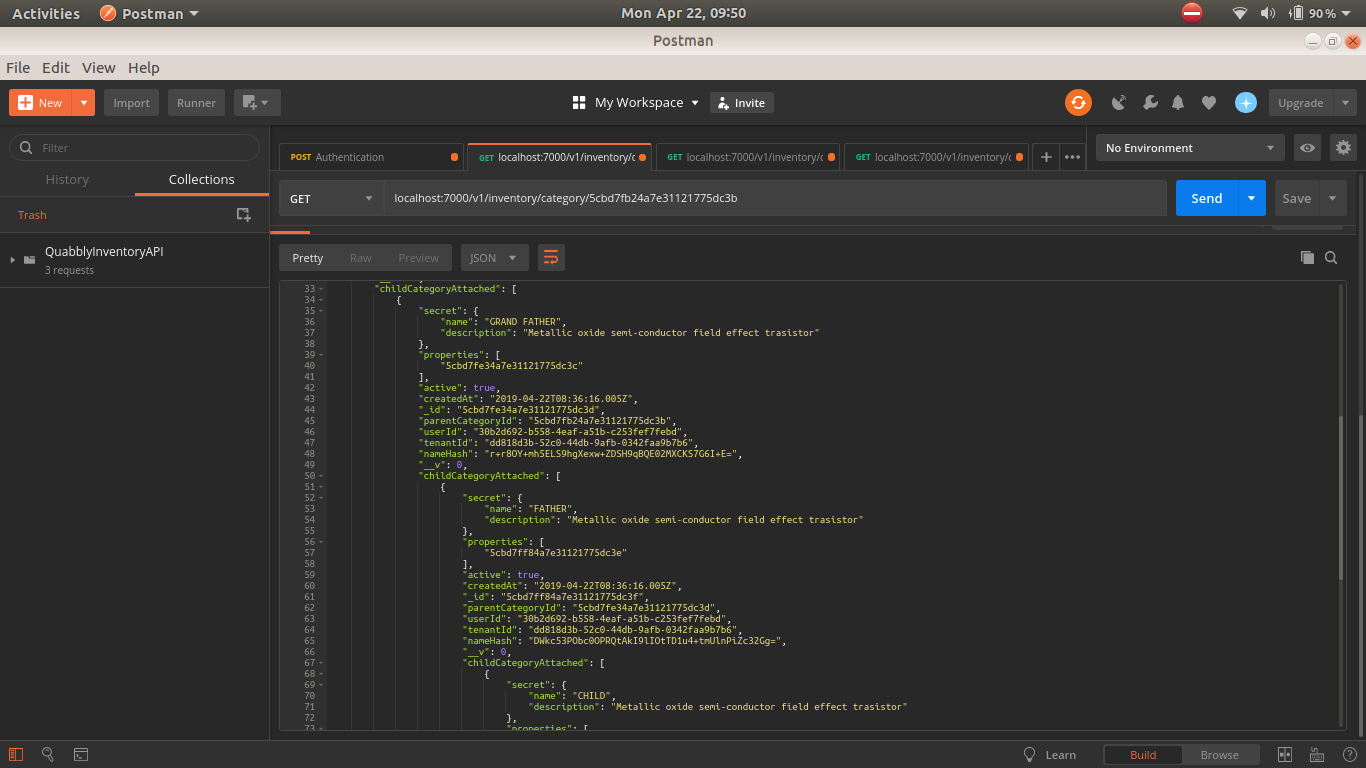 Activities Postman Mon Apr 22, 09:50 90 %
Postman
File Edit View Help
New Import Runner My Workspace Invite Upgrade
Filter
History Collections
Trash
QuabblyInventoryAPI
3 requests
POST Authentication GET localhost:7000/v1/inventory/c GET localhost:7000/v1/inventory/c GET localhost:7000/v1/inventory/c + ••• No Environment
GET localhost:7000/v1/inventory/category/5cbd7fb24a7e31121775dc3b Send Save
Pretty Raw Preview JSON
33 "childCategoryAttached": [
34 {
35 "secret": {
36 "name": "GRAND FATHER",
37 "description": "Metallic oxide semi-conductor field effect trasistor"
38 },
39 "properties": [
40 "5cbd7fe34a7e31121775dc3c"
41 ],
42 "active": true,
43 "createdAt": "2019-04-22T08:36:16.005Z",
44 "_id": "5cbd7fe34a7e31121775dc3d",
45 "parentCategoryId": "5cbd7fb24a7e31121775dc3b",
46 "userId": "30b2d692-b558-4eaf-a51b-c253fef7febd",
47 "tenantId": "dd818d3b-52c0-44db-9afb-0342faa9b7b6",
48 "nameHash": "r+r8OY+mh5ELS9hgXexw+ZDSH9qBQE02MXCKS7G6I+E=",
49 "__v": 0,
50 "childCategoryAttached": [
51 {
52 "secret": {
53 "name": "FATHER",
54 "description": "Metallic oxide semi-conductor field effect trasistor"
55 },
56 "properties": [
57 "5cbd7ff84a7e31121775dc3e"
58 ],
59 "active": true,
60 "createdAt": "2019-04-22T08:36:16.005Z",
61 "_id": "5cbd7ff84a7e31121775dc3f",
62 "parentCategoryId": "5cbd7fe34a7e31121775dc3d",
63 "userId": "30b2d692-b558-4eaf-a51b-c253fef7febd",
64 "tenantId": "dd818d3b-52c0-44db-9afb-0342faa9b7b6",
65 "nameHash": "DWkc53PObc0OPRQtAkI9lIOtTD1u4+tmUlnPiZc32Gg=",
66 "__v": 0,
67 "childCategoryAttached": [
68 {
69 "secret": {
70 "name": "CHILD",
71 "description": "Metallic oxide semi-conductor field effect trasistor"
72 },
73 "properties": [
Learn Build Browse